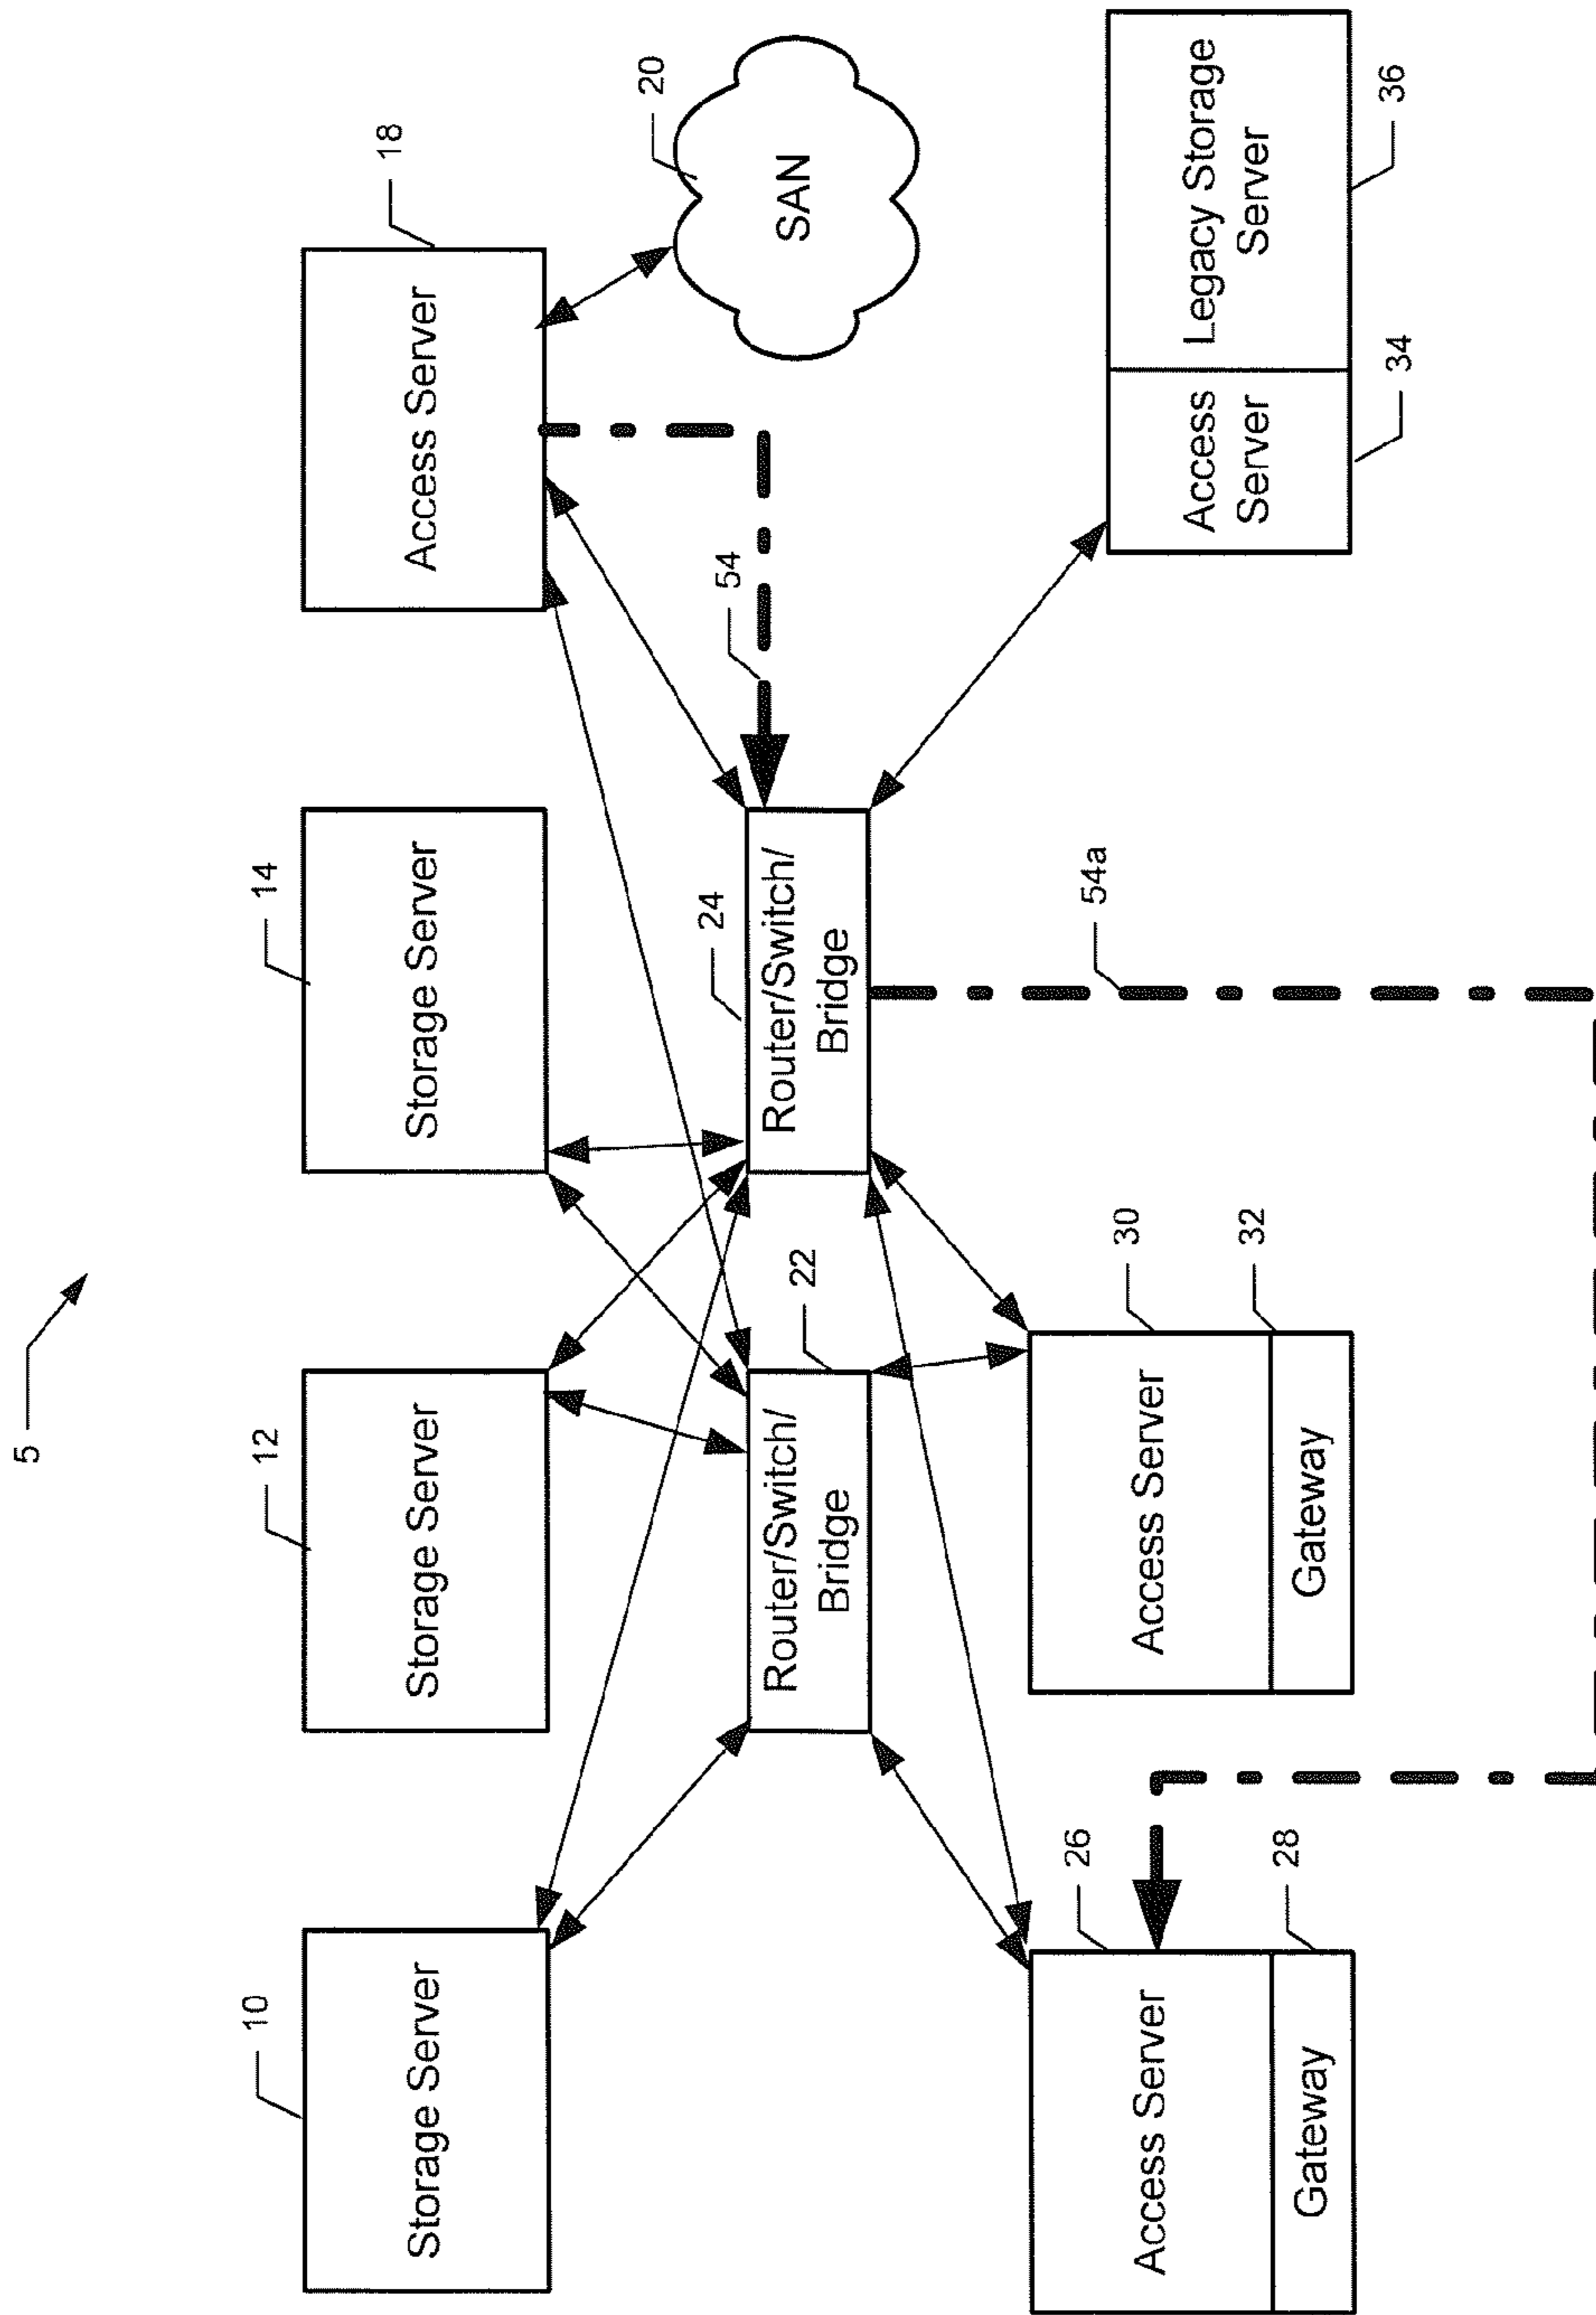 5
10
12
14
18
Storage Server
Storage Server
Storage Server
Access Server
20
54
24
22
SAN
Router/Switch/
Bridge
Router/Switch/
Bridge
26
28
30
32
54a
Access Server
Gateway
Access Server
Gateway
Access
Server
Legacy Storage
Server
34
36